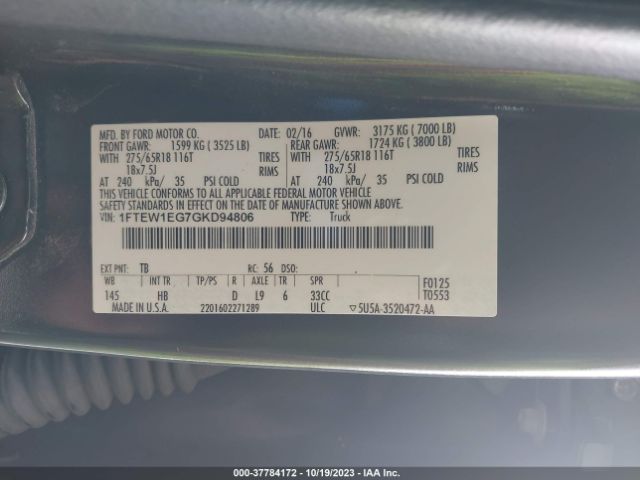 MFD. BY FORD MOTOR CO. DATE: 02/16 GVWR: 3175 KG ( 7000 LB)
FRONT GAWR: 1599 KG ( 3525 LB) REAR GAWR: 1724 KG ( 3800 LB)
WITH 275/65R18 116T TIRES WITH 275/65R18 116T TIRES
18x7.5J RIMS 18x7.5J RIMS
AT 240 kPa/ 35 PSI COLD AT 240 kPa/ 35 PSI COLD
THIS VEHICLE CONFORMS TO ALL APPLICABLE FEDERAL MOTOR VEHICLE
SAFETY STANDARDS IN EFFECT ON THE DATE OF MANUFACTURE SHOWN ABOVE.
VIN: 1FTEW1EG7GKD94806 TYPE: Truck
EXT PNT: TB RC: 56 DSO:
WB INT TR TP/PS R AXLE TR SPR F0125
145 HB D L9 6 33CC T0553
MADE IN U.S.A. 2201602271289 ULC ▽5U5A-3520472-AA
000-37784172 - 10/19/2023 - COPART